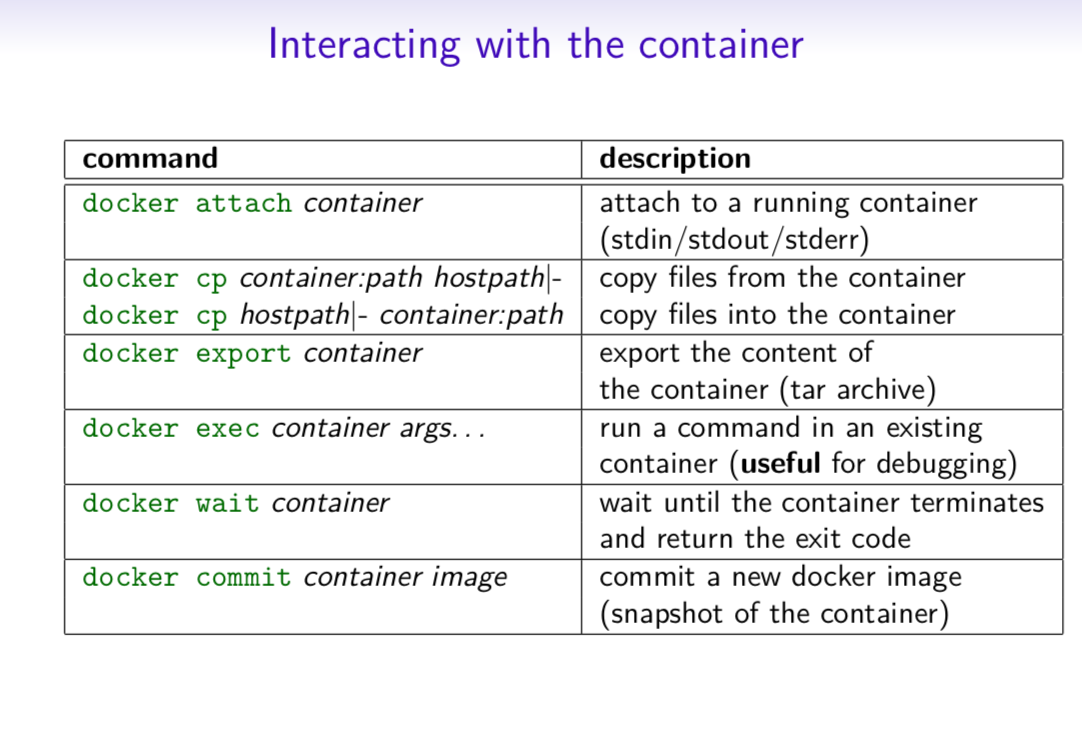 Interacting with the container
command description
docker attach container attach to a running container
(stdin/stdout/stderr)
docker cp container:path hostpath|- copy files from the container
docker cp hostpath|- container:path copy files into the container
docker export container export the content of
the container (tar archive)
docker exec container args... run a command in an existing
container (useful for debugging)
docker wait container wait until the container terminates
and return the exit code
docker commit container image commit a new docker image
(snapshot of the container)